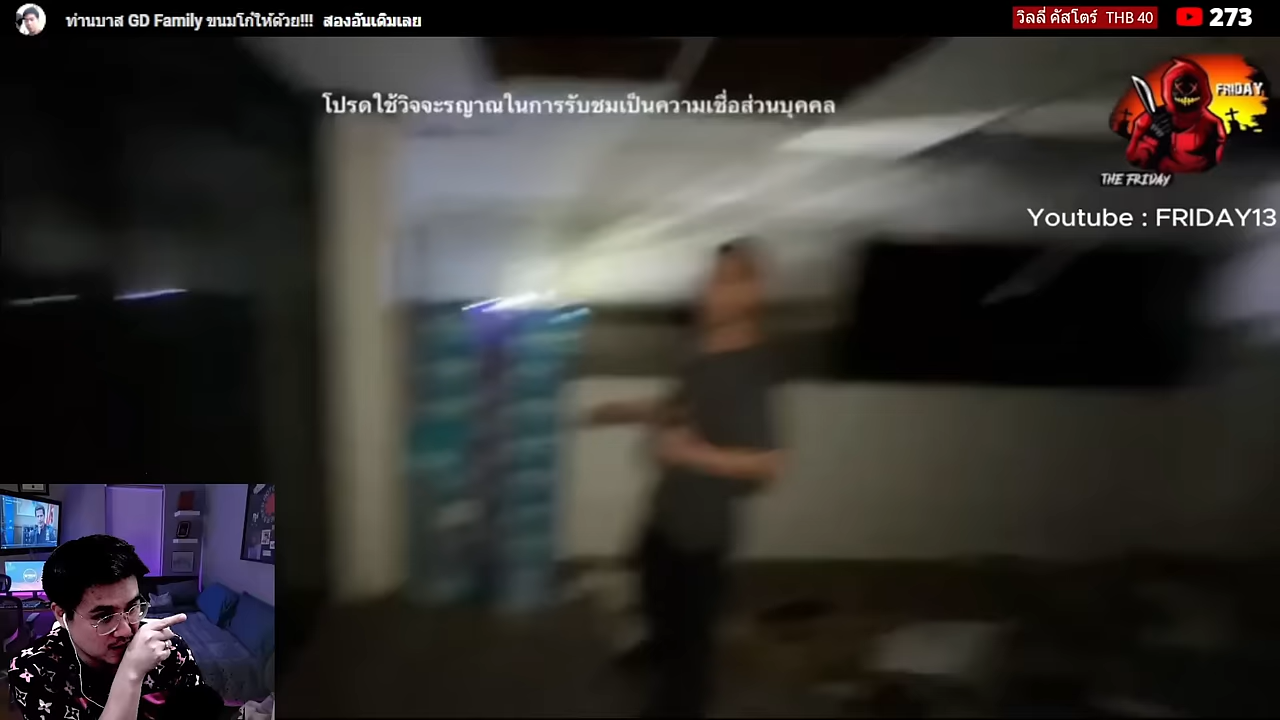 ท่านบาส GD Family ขนมโก๋ให้ด้วย!!! สองอันเดิมเลย
วิลลี่ คัสโตร์ THB 40
273
โปรดใช้วิจจะรญาณในการรับชมเป็นความเชื่อส่วนบุคคล
FRIDAY
THE FRIDAY
Youtube : FRIDAY13